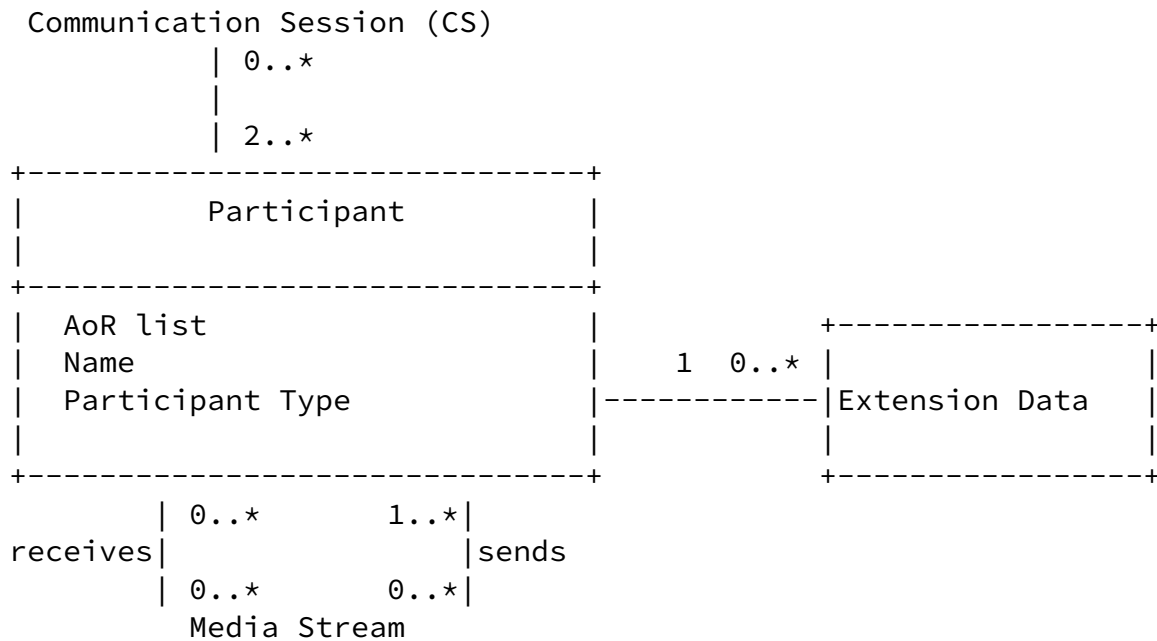 Communication Session (CS)
0..*
2..*
Participant
AoR list
Name
1 0..*
Participant Type
Extension Data
0..* 1..*
receives sends
0..* 0..*
Media Stream